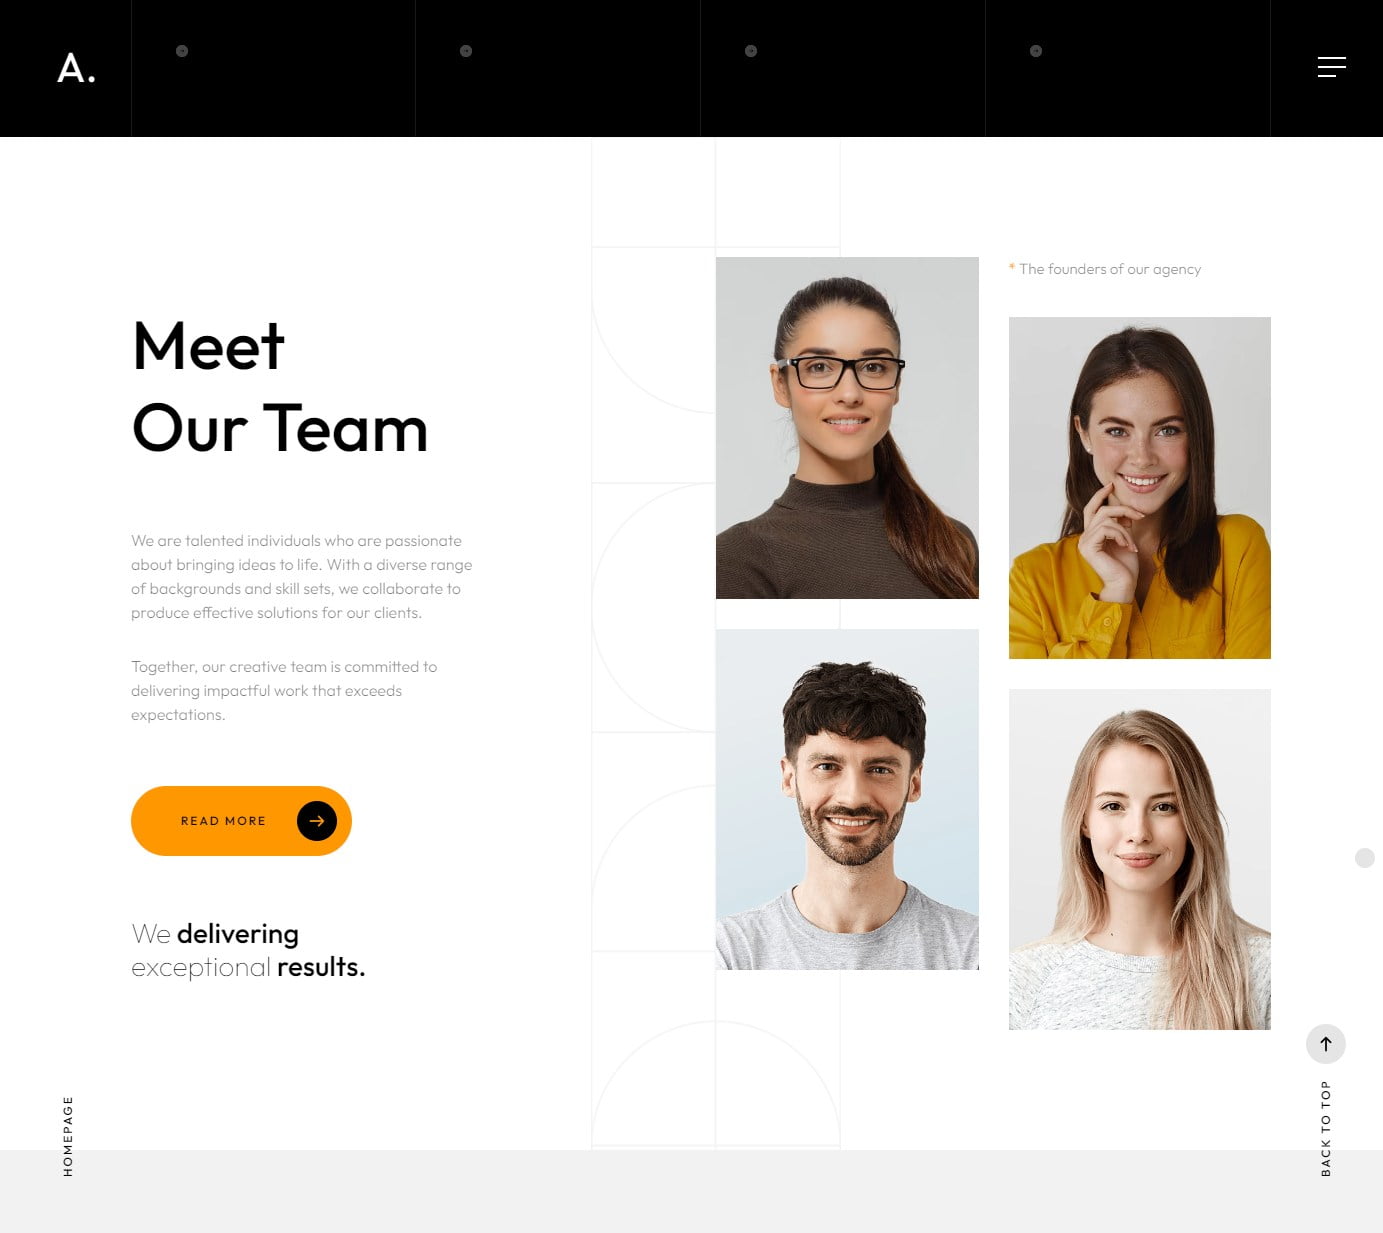 A.
* The founders of our agency
Meet
Our Team
We are talented individuals who are passionate
about bringing ideas to life. With a diverse range
of backgrounds and skill sets, we collaborate to
produce effective solutions for our clients.
Together, our creative team is committed to
delivering impactful work that exceeds
expectations.
READ MORE
We delivering
exceptional results.
HOMEPAGE
BACK TO TOP